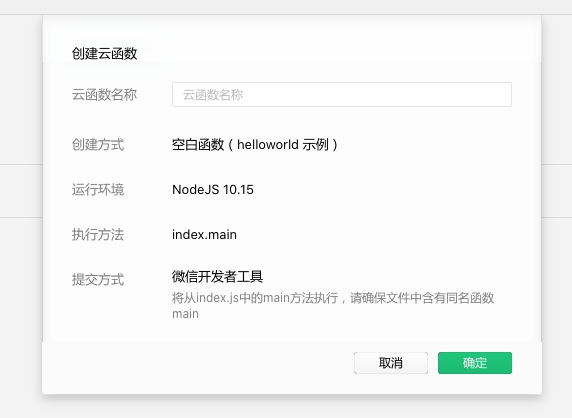 创建云函数
云函数名称
云函数名称
创建方式
空白函数（helloworld 示例）
运行环境
NodeJS 10.15
执行方法
index.main
提交方式
微信开发者工具
将从index.js中的main方法执行，请确保文件中含有同名函数
main
取消
确定